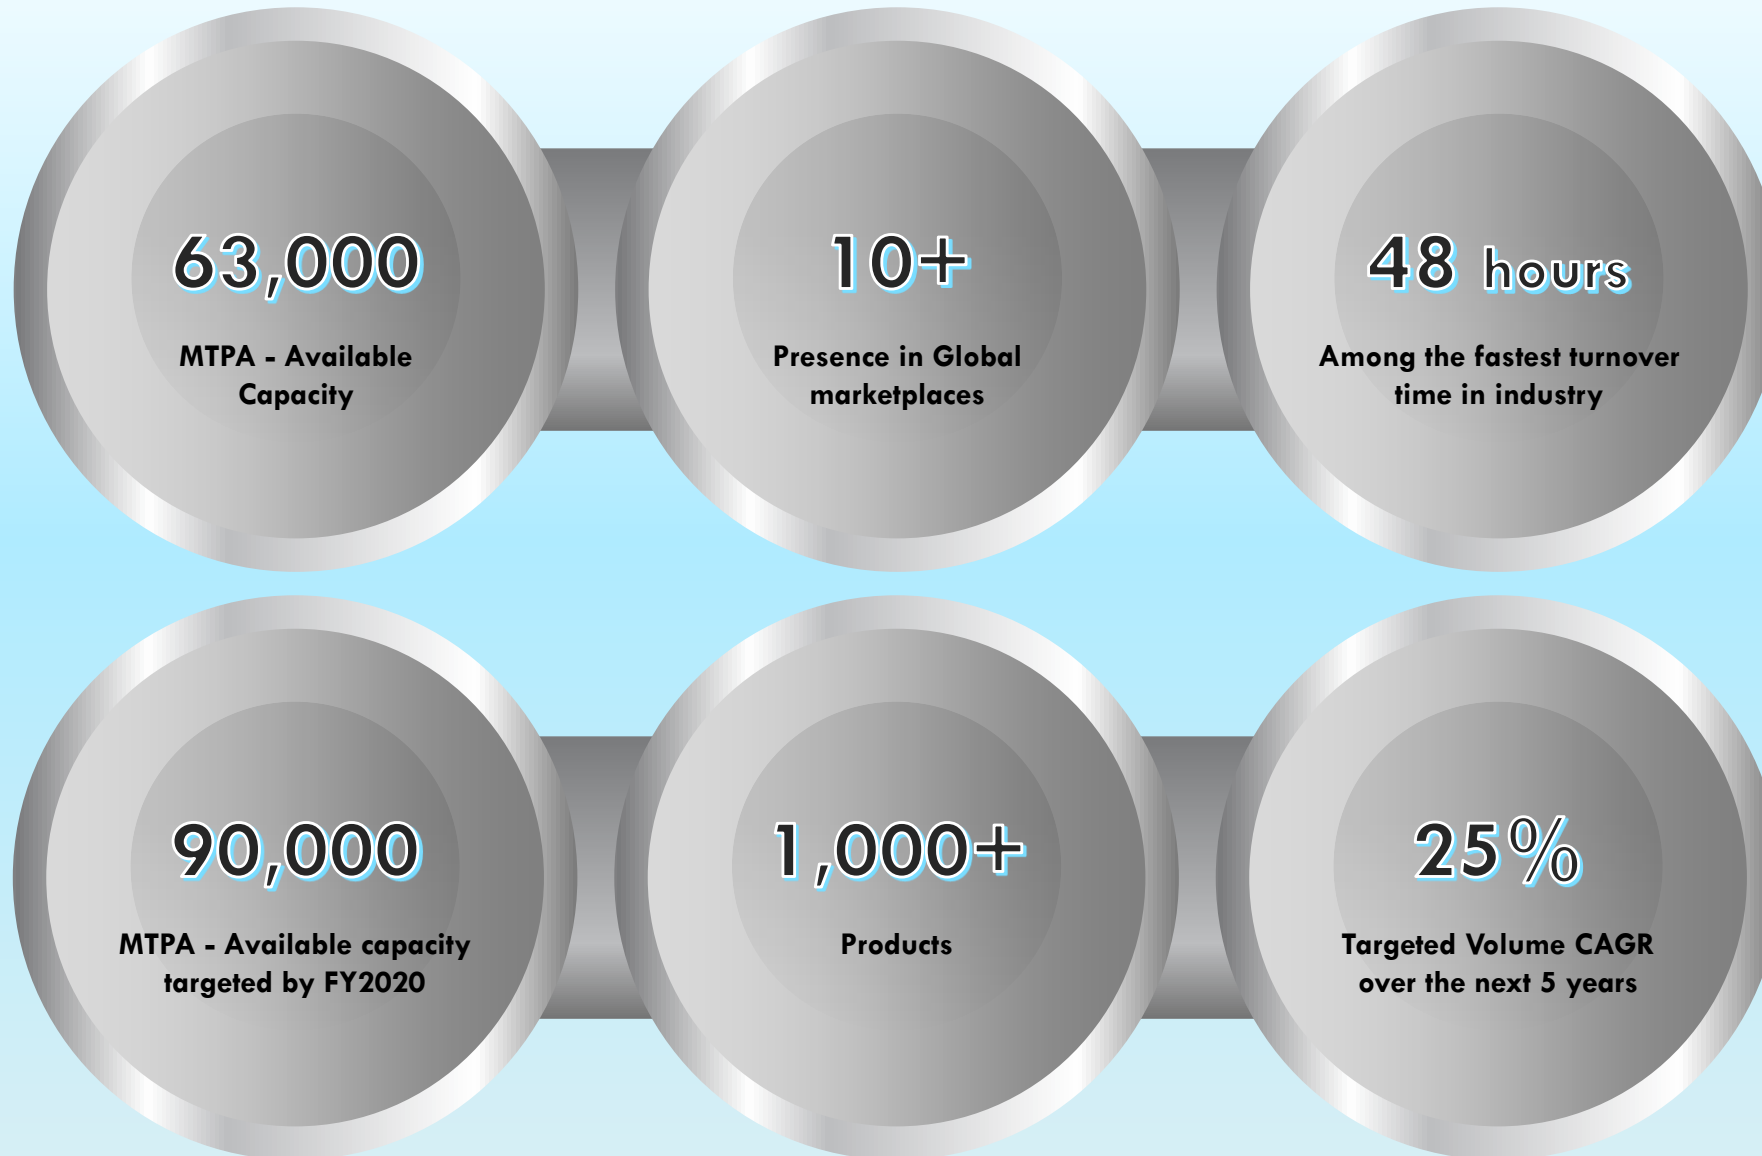 63,000
MTPA - Available
Capacity
10+
Presence in Global
marketplaces
48 hours
Among the fastest turnover
time in industry
90,000
MTPA - Available capacity
targeted by FY2020
1,000+
Products
25%
Targeted Volume CAGR
over the next 5 years